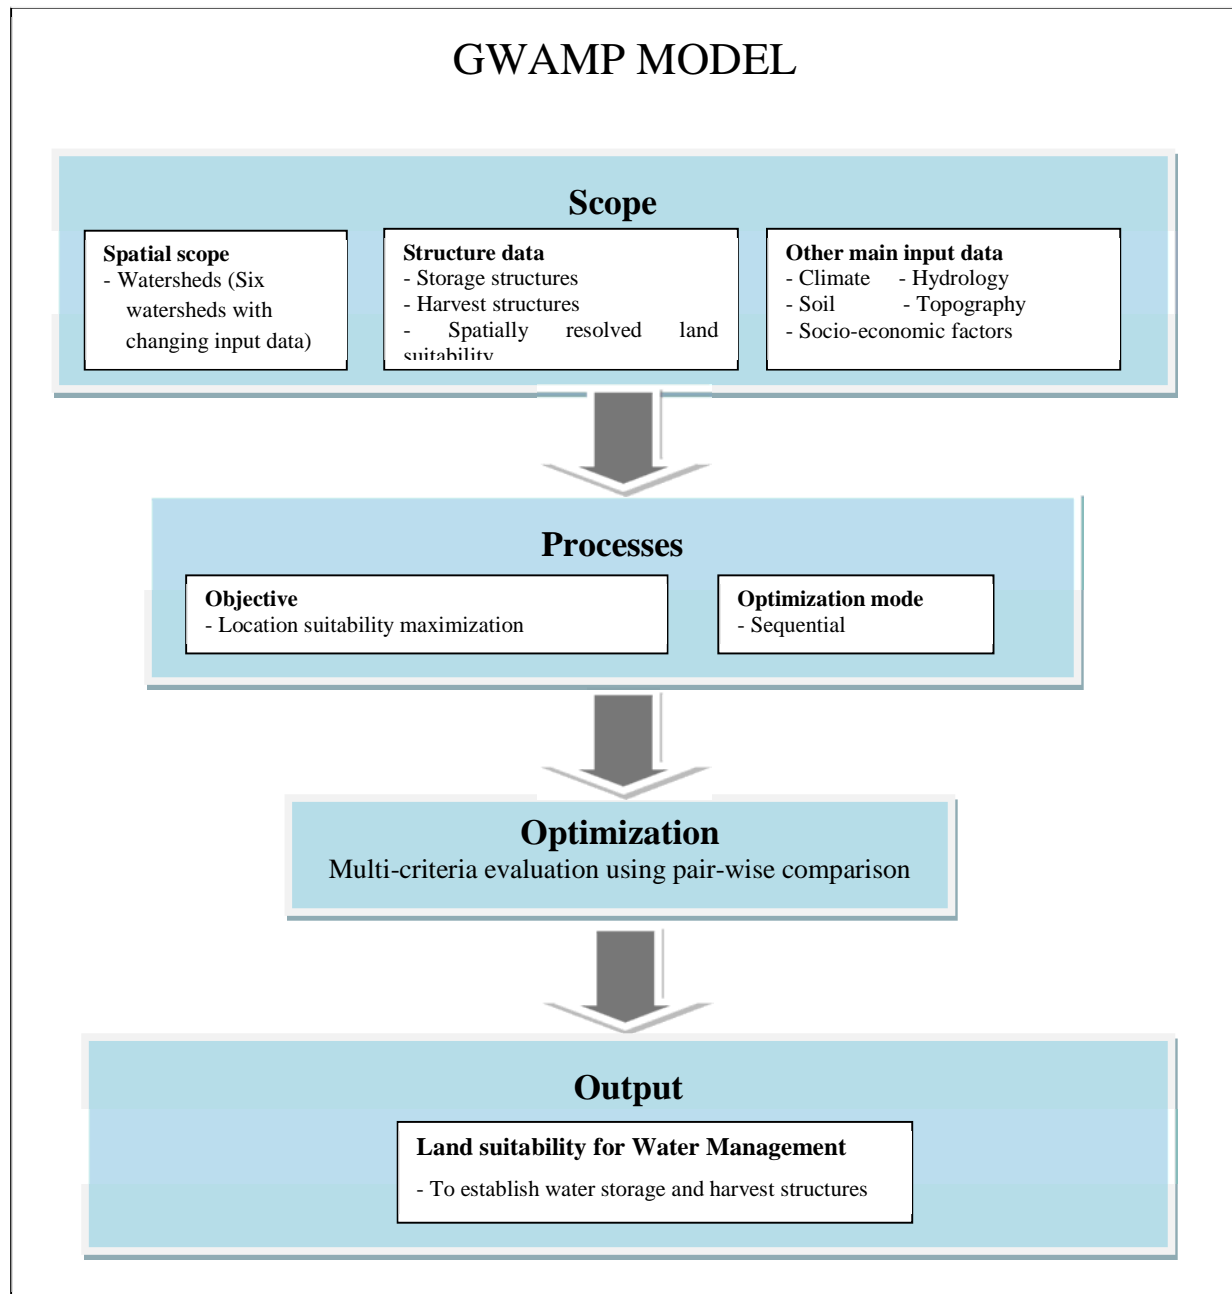 GWAMP MODEL
Scope
Spatial scope
- Watersheds (Six
watersheds with
changing input data)
Structure data
- Storage structures
- Harvest structures
- Spatially resolved land
suitability
Other main input data
- Climate - Hydrology
- Soil - Topography
- Socio-economic factors
Processes
Objective
- Location suitability maximization
Optimization mode
- Sequential
Optimization
Multi-criteria evaluation using pair-wise comparison
Output
Land suitability for Water Management
- To establish water storage and harvest structures